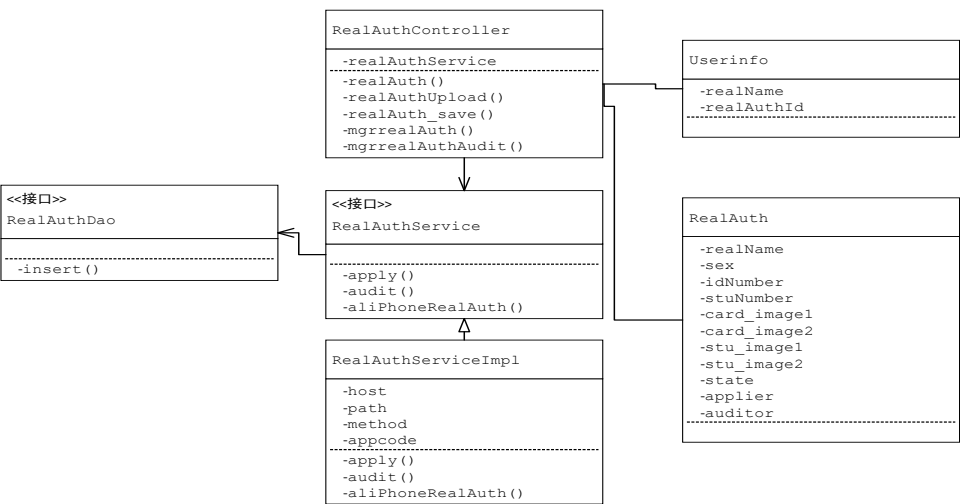 RealAuthController
-realAuthService
-realAuth()
-realAuthUpload()
-realAuth_save()
-mgrrealAuth()
-mgrrealAuthAudit()
Userinfo
-realName
-realAuthId
<<接口>>
RealAuthDao
-insert()
<<接口>>
RealAuthService
-apply()
-audit()
-aliPhoneRealAuth()
RealAuth
-realName
-sex
-idNumber
-stuNumber
-card_image1
-card_image2
-stu_image1
-stu_image2
-state
-applier
-auditor
RealAuthServiceImpl
-host
-path
-method
-appcode
-apply()
-audit()
-aliPhoneRealAuth()